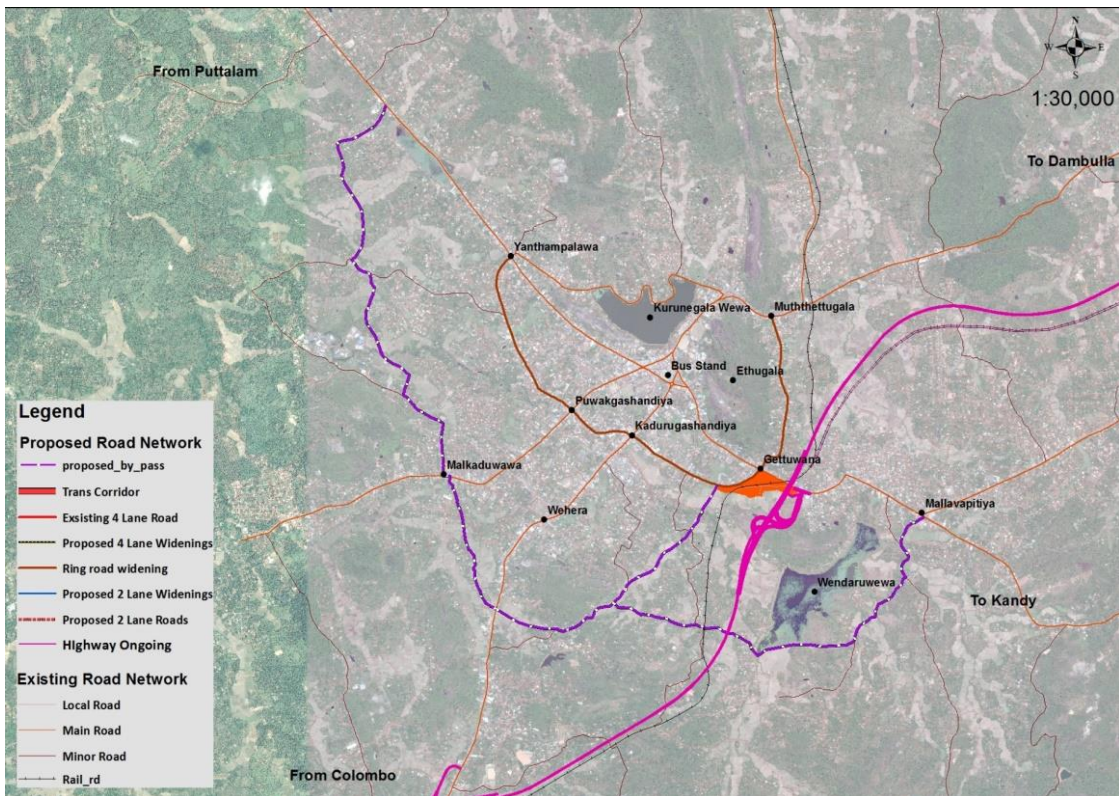 From Puttalam
N
W
E
S
1:30,000
To Dambulla
Yanthampalawa
Kurunegala Wewa
Muththettugala
Bus Stand
Ethugala
Puwakgashandiya
Kadurugashandiya
Gettuwana
Malkaduwawa
Mallavapitiya
Wehera
Wendaruwewa
To Kandy
From Colombo
Legend
Proposed Road Network
proposed_by_pass
Trans Corridor
Exsisting 4 Lane Road
Proposed 4 Lane Widenings
Ring road widening
Proposed 2 Lane Widenings
Proposed 2 Lane Roads
HIghway Ongoing
Existing Road Network
Local Road
Main Road
Minor Road
Rail_rd